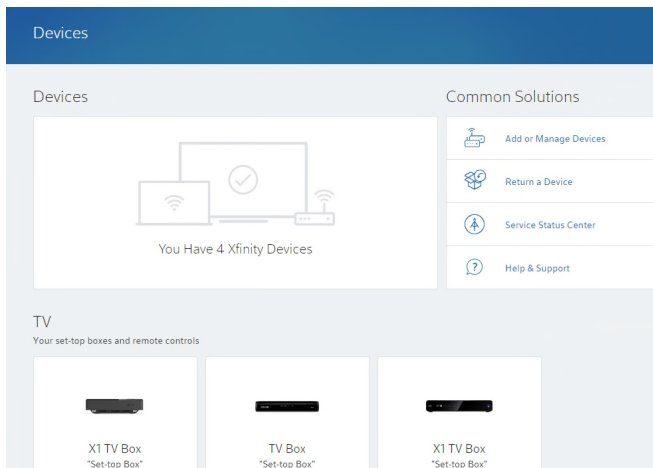 Devices
Devices
Common Solutions
You Have 4 Xfinity Devices
Add or Manage Devices
Return a Device
Service Status Center
Help & Support
TV
Your set-top boxes and remote controls
X1 TV Box
"Set-top Box"
TV Box
"Set-top Box"
X1 TV Box
"Set-top Box"